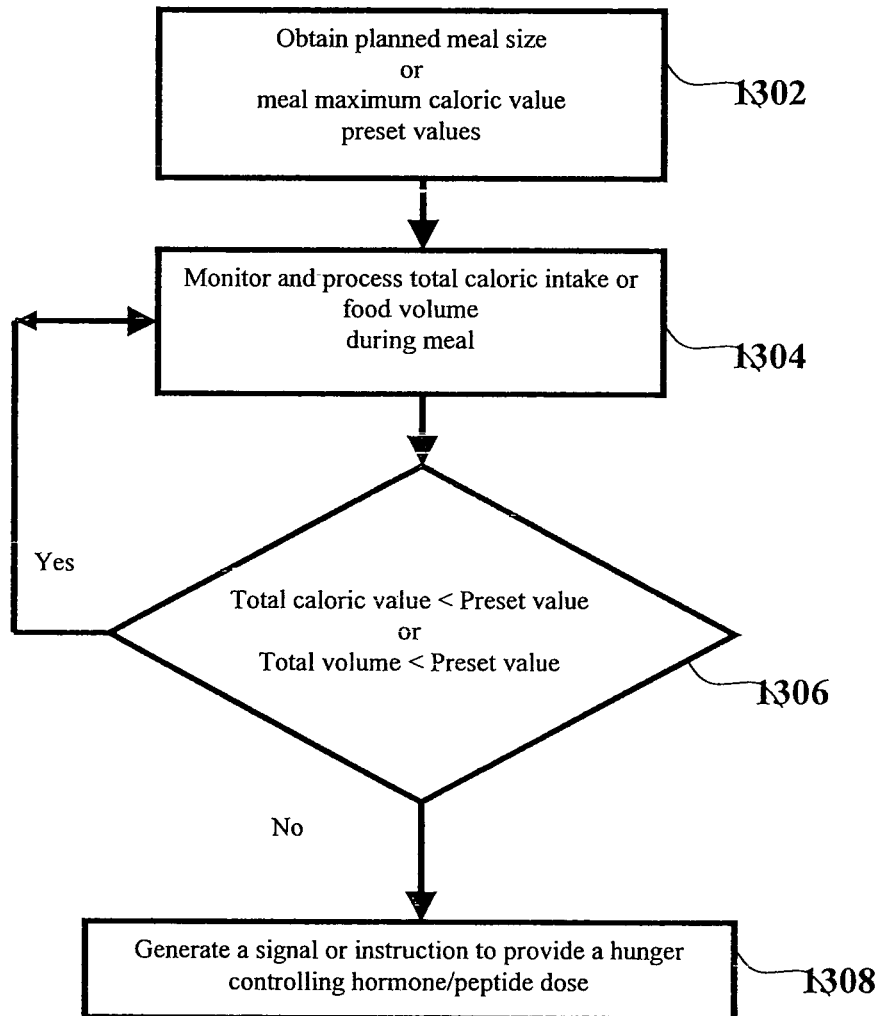 Obtain planned meal size
or
meal maximum caloric value
preset values
1302
Monitor and process total caloric intake or
food volume
during meal
1304
Yes
Total caloric value < Preset value
or
Total volume < Preset value
1306
No
Generate a signal or instruction to provide a hunger
controlling hormone/peptide dose
1308